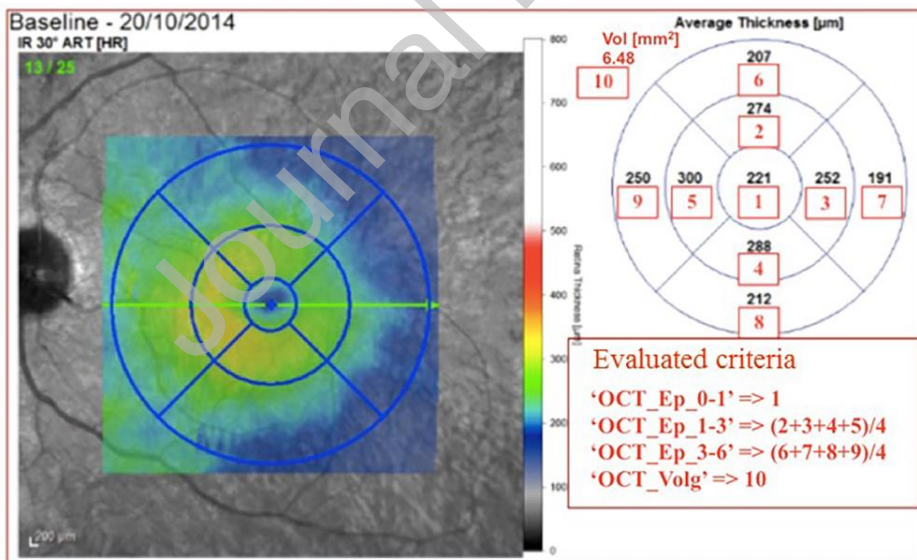 Baseline - 20/10/2014
IR 30° ART [HR]
13 / 25
200 µm
800
700
600
500
400
300
200
100
0
Retina Thickness [µm]
Average Thickness [µm]
Vol [mm²]
6.48
10
207
6
274
2
250 300 221 252 191
9 5 1 3 7
288
4
212
8
Evaluated criteria
‘OCT_Ep_0-1’ => 1
‘OCT_Ep_1-3’ => (2+3+4+5)/4
‘OCT_Ep_3-6’ => (6+7+8+9)/4
‘OCT_Volg’ => 10
Journal